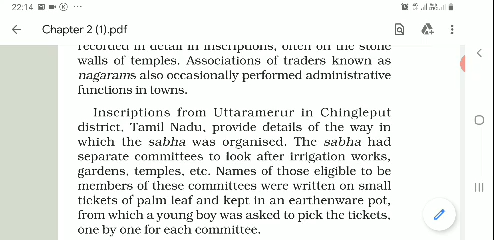 22:14
Chapter 2 (1).pdf
recorded in detail in inscriptions, often on the stone
walls of temples. Associations of traders known as
nagarams also occasionally performed administrative
functions in towns.
Inscriptions from Uttaramerur in Chingleput
district, Tamil Nadu, provide details of the way in
which the sabha was organised. The sabha had
separate committees to look after irrigation works,
gardens, temples, etc. Names of those eligible to be
members of these committees were written on small
tickets of palm leaf and kept in an earthenware pot,
from which a young boy was asked to pick the tickets,
one by one for each committee.